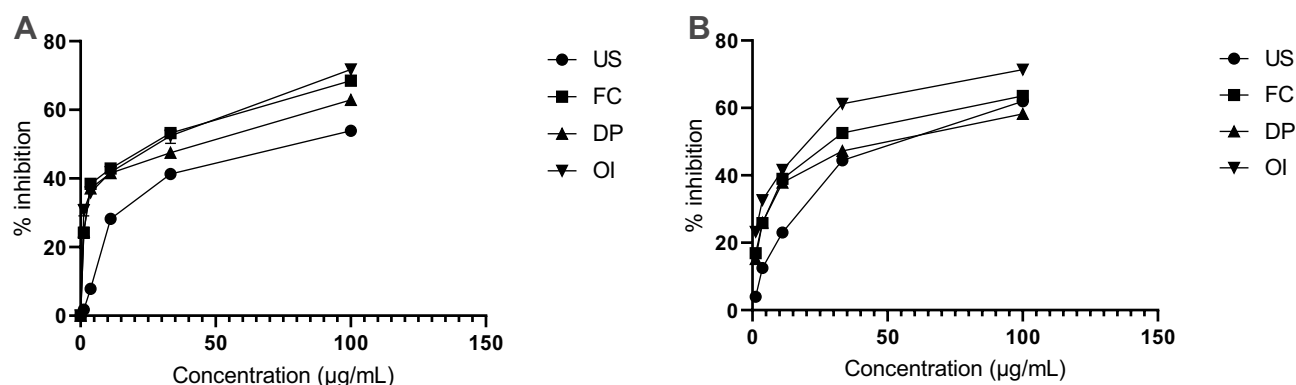 A
80
60
40
20
0
% inhibition
0
50
100
150
Concentration (µg/mL)
US
FC
DP
OI
B
80
60
40
20
0
% inhibition
0
50
100
150
Concentration (µg/mL)
US
FC
DP
OI